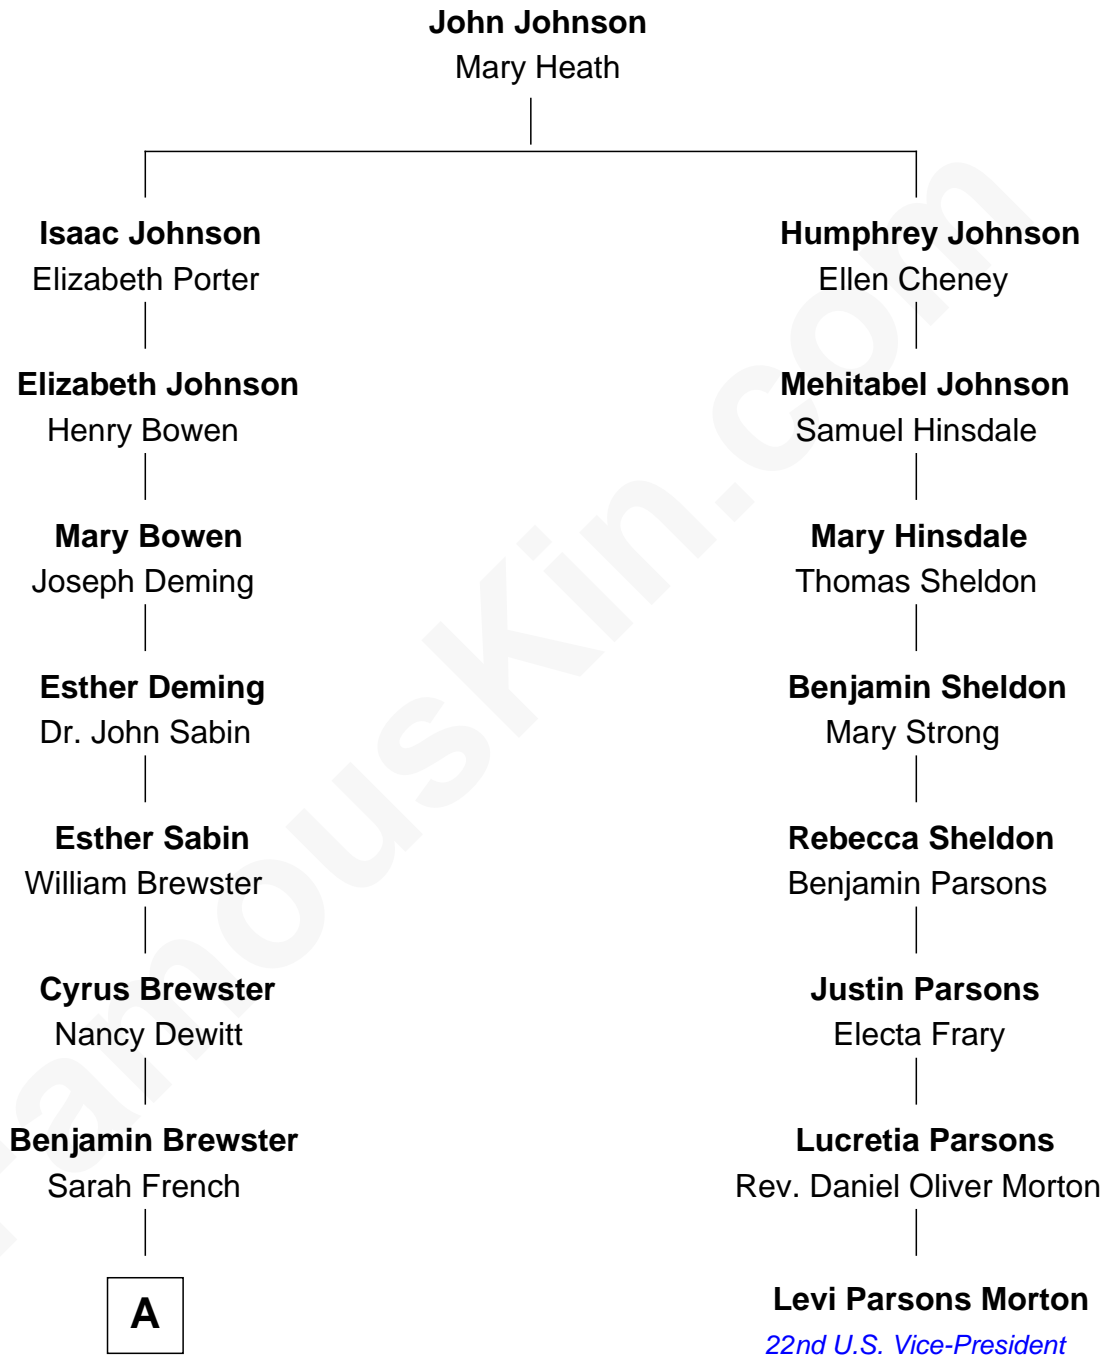 John Johnson
Mary Heath
Isaac Johnson
Elizabeth Porter
Humphrey Johnson
Ellen Cheney
Elizabeth Johnson
Henry Bowen
Mehitabel Johnson
Samuel Hinsdale
Mary Bowen
Joseph Deming
Mary Hinsdale
Thomas Sheldon
Esther Deming
Dr. John Sabin
Benjamin Sheldon
Mary Strong
Esther Sabin
William Brewster
Rebecca Sheldon
Benjamin Parsons
Cyrus Brewster
Nancy Dewitt
Justin Parsons
Electa Frary
Benjamin Brewster
Sarah French
Lucretia Parsons
Rev. Daniel Oliver Morton
A
Levi Parsons Morton
22nd U.S. Vice-President
FamousKin.com